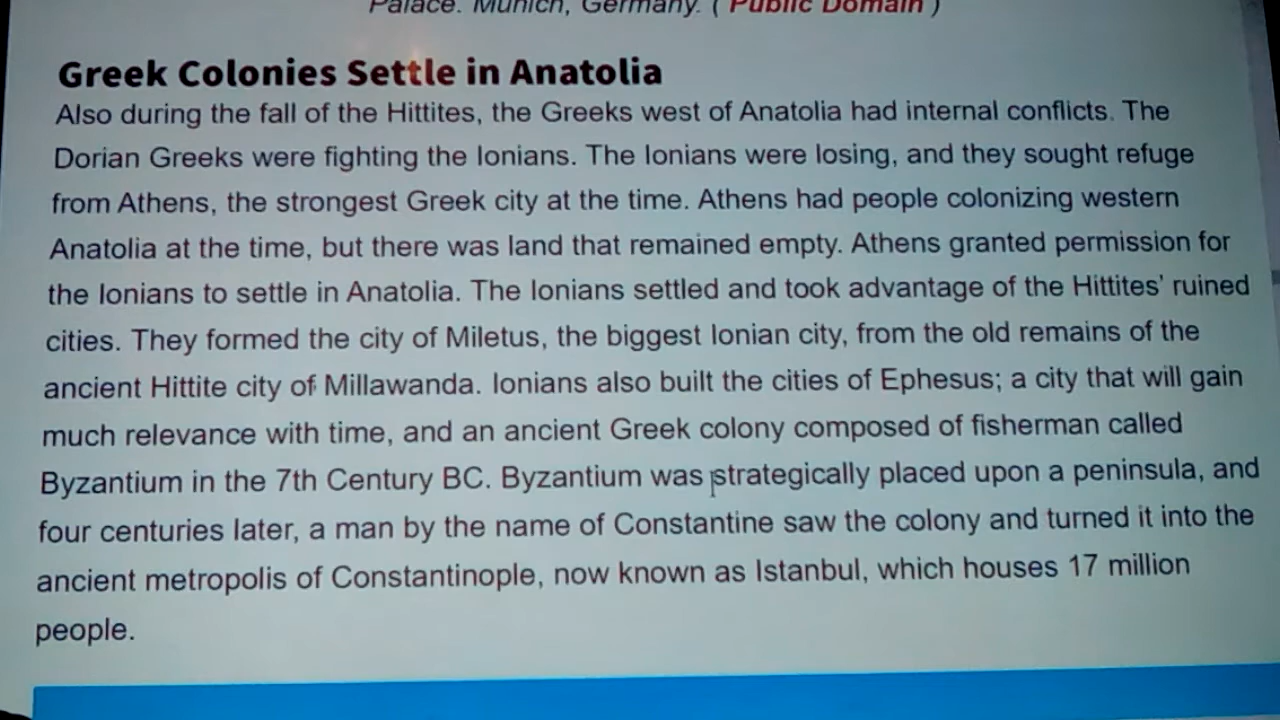 Palace. Munich, Germany. ( Public Domain )
Greek Colonies Settle in Anatolia
Also during the fall of the Hittites, the Greeks west of Anatolia had internal conflicts. The
Dorian Greeks were fighting the Ionians. The Ionians were losing, and they sought refuge
from Athens, the strongest Greek city at the time. Athens had people colonizing western
Anatolia at the time, but there was land that remained empty. Athens granted permission for
the Ionians to settle in Anatolia. The Ionians settled and took advantage of the Hittites' ruined
cities. They formed the city of Miletus, the biggest Ionian city, from the old remains of the
ancient Hittite city of Millawanda. Ionians also built the cities of Ephesus; a city that will gain
much relevance with time, and an ancient Greek colony composed of fisherman called
Byzantium in the 7th Century BC. Byzantium was strategically placed upon a peninsula, and
four centuries later, a man by the name of Constantine saw the colony and turned it into the
ancient metropolis of Constantinople, now known as Istanbul, which houses 17 million
people.